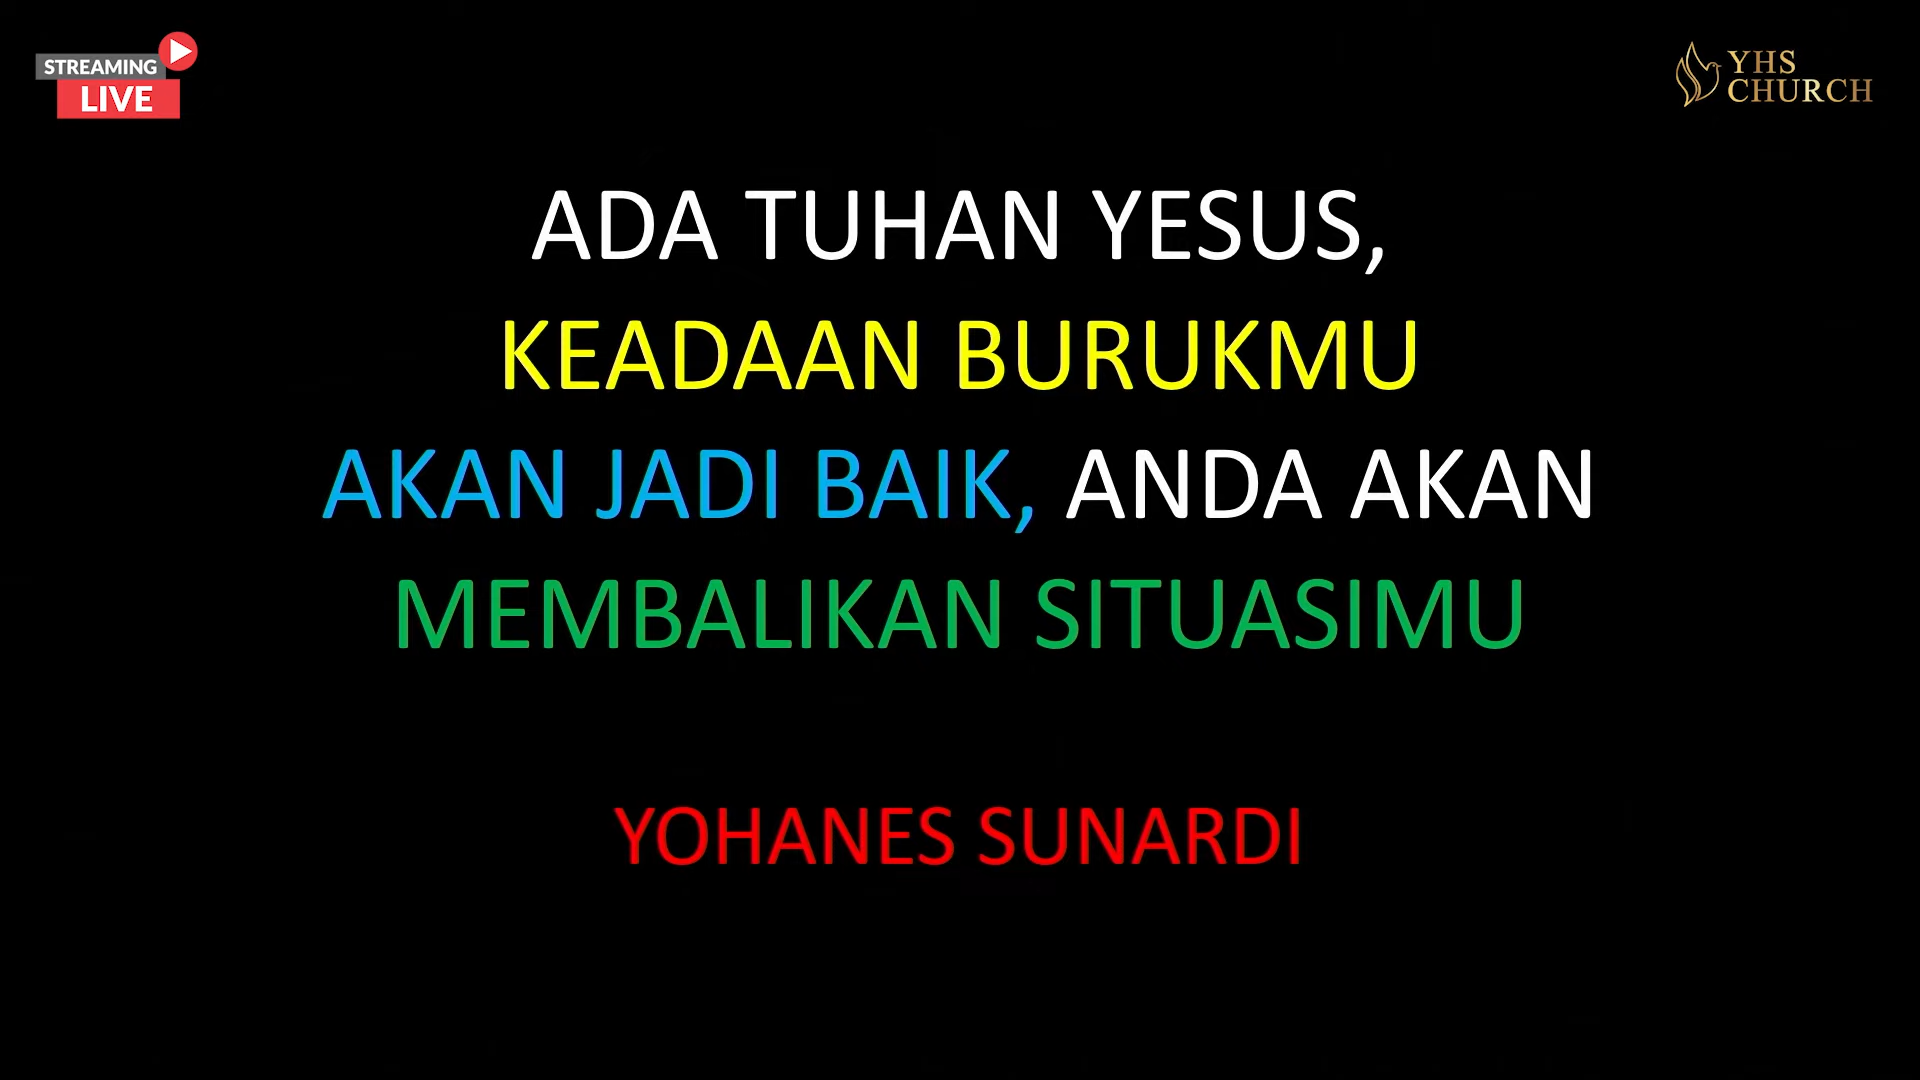 STREAMING
LIVE
YHS
CHURCH
ADA TUHAN YESUS,
KEADAAN BURUKMU
AKAN JADI BAIK, ANDA AKAN
MEMBALIKAN SITUASIMU
YOHANES SUNARDI